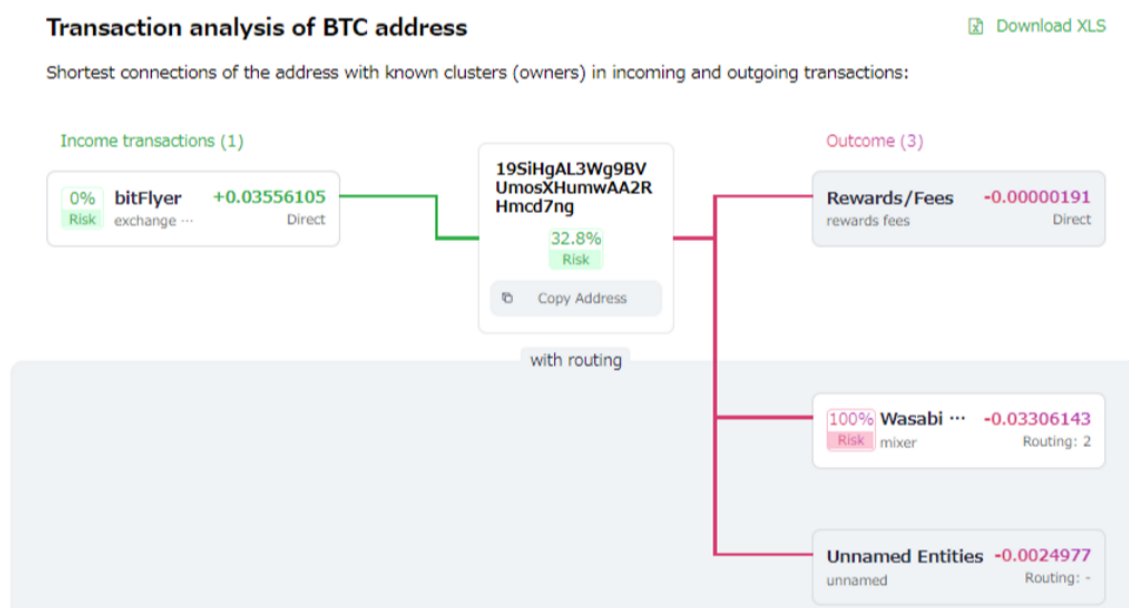 Transaction analysis of BTC address
Download XLS
Shortest connections of the address with known clusters (owners) in incoming and outgoing transactions:
Income transactions (1)
0% bitFlyer +0.03556105
Risk exchange ··· Direct
19SiHgAL3Wg9BV
UmosXHumwAA2R
Hmcd7ng
32.8%
Risk
Copy Address
with routing
Outcome (3)
Rewards/Fees -0.00000191
rewards fees Direct
100% Wasabi ··· -0.03306143
Risk mixer Routing: 2
Unnamed Entities -0.0024977
unnamed Routing: -